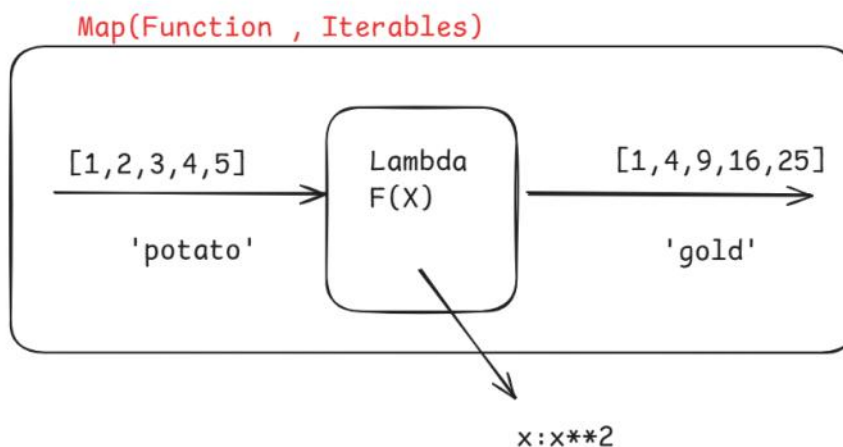 Map(Function , Iterables)
[1,2,3,4,5]
Lambda
F(X)
[1,4,9,16,25]
'potato'
'gold'
x:x**2